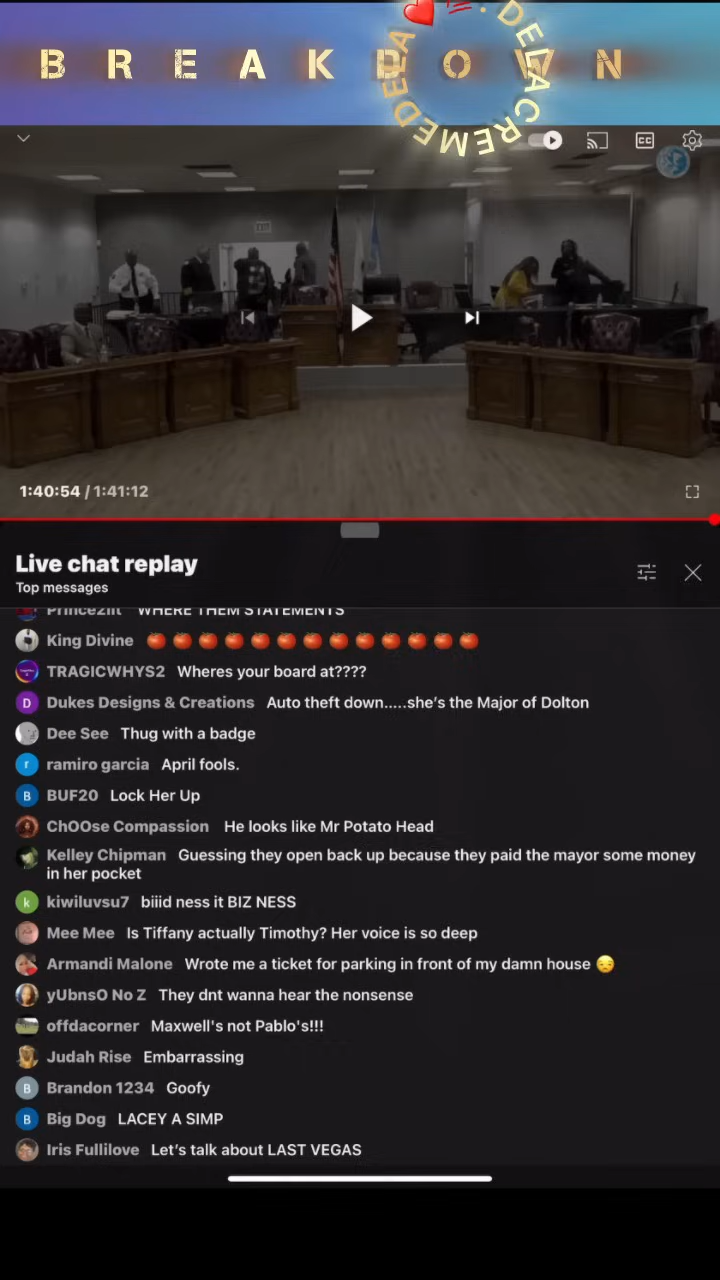 BREAKDOWN
DELACREMEDELA
CC
1:40:54 / 1:41:12
Live chat replay
Top messages
Prince2lit WHERE THEM STATEMENTS
King Divine 🍅🍅🍅🍅🍅🍅🍅🍅🍅🍅🍅🍅🍅
TRAGICWHYS2 Wheres your board at????
D Dukes Designs & Creations Auto theft down.....she's the Major of Dolton
Dee See Thug with a badge
r ramiro garcia April fools.
B BUF20 Lock Her Up
ChOOse Compassion He looks like Mr Potato Head
Kelley Chipman Guessing they open back up because they paid the mayor some money
in her pocket
k kiwiluvsu7 biiid ness it BIZ NESS
Mee Mee Is Tiffany actually Timothy? Her voice is so deep
Armandi Malone Wrote me a ticket for parking in front of my damn house 😒
yUbnsO No Z They dnt wanna hear the nonsense
offdacorner Maxwell's not Pablo's!!!
Judah Rise Embarrassing
B Brandon 1234 Goofy
B Big Dog LACEY A SIMP
Iris Fullilove Let's talk about LAST VEGAS